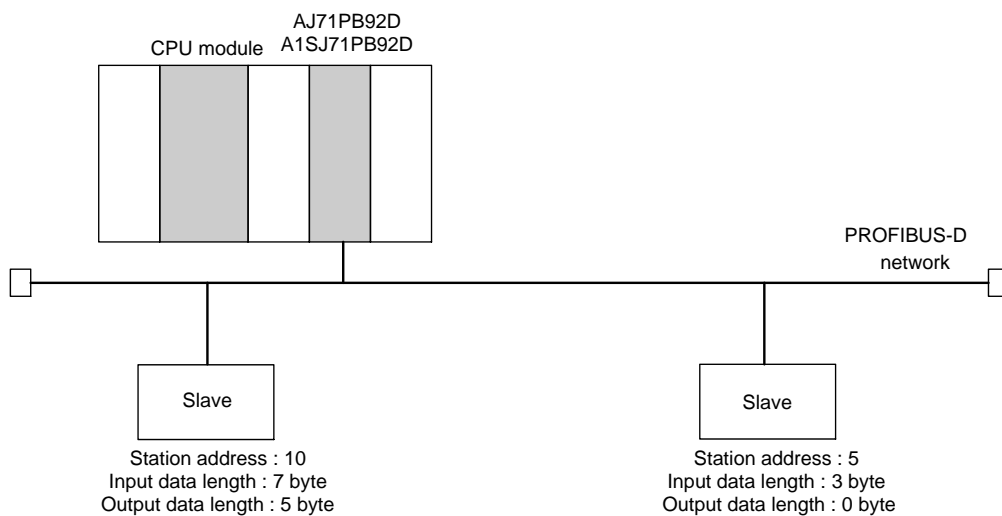 AJ71PB92D
A1SJ71PB92D
CPU module
PROFIBUS-D
network
Slave
Station address : 10
Input data length : 7 byte
Output data length : 5 byte
Slave
Station address : 5
Input data length : 3 byte
Output data length : 0 byte